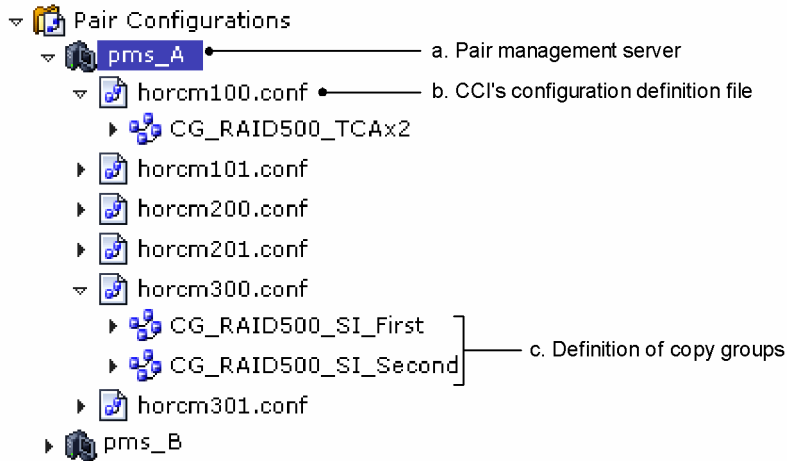 Pair Configurations
pms_A
a. Pair management server
horcm100.conf
b. CCI's configuration definition file
CG_RAID500_TCAx2
horcm101.conf
horcm200.conf
horcm201.conf
horcm300.conf
CG_RAID500_SI_First
c. Definition of copy groups
CG_RAID500_SI_Second
horcm301.conf
pms_B